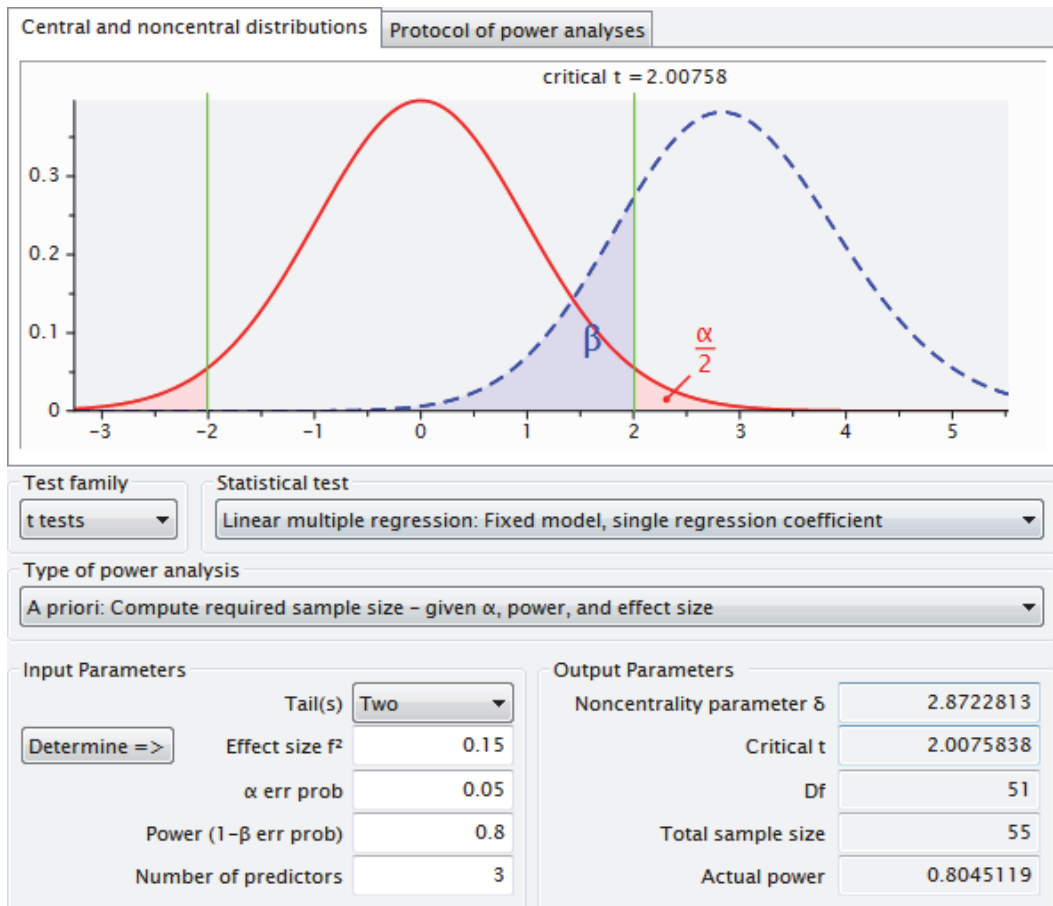 Central and noncentral distributions Protocol of power analyses
critical t = 2.00758
0.3
0.2
0.1
0
β
α
2
-3 -2 -1 0 1 2 3 4 5
Test family Statistical test
t tests Linear multiple regression: Fixed model, single regression coefficient
Type of power analysis
A priori: Compute required sample size - given α, power, and effect size
Input Parameters
Tail(s) Two
Determine => Effect size f² 0.15
α err prob 0.05
Power (1-β err prob) 0.8
Number of predictors 3
Output Parameters
Noncentrality parameter δ 2.8722813
Critical t 2.0075838
Df 51
Total sample size 55
Actual power 0.8045119